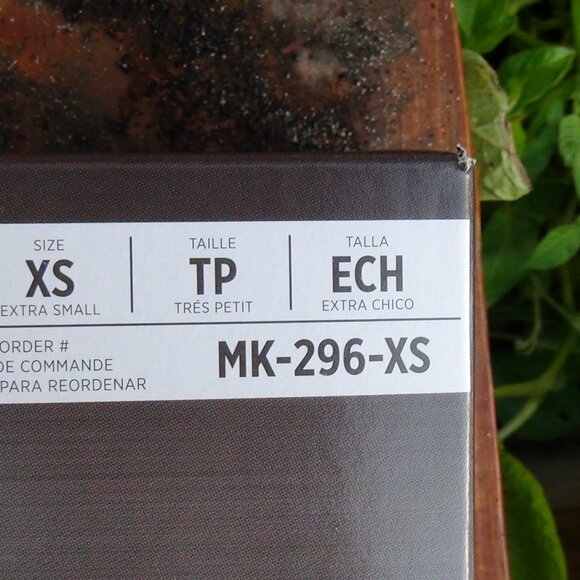 SIZE TAILLE TALLA
XS TP ECH
EXTRA SMALL TRÉS PETIT EXTRA CHICO
ORDER #
DE COMMANDE
PARA REORDENAR
MK-296-XS